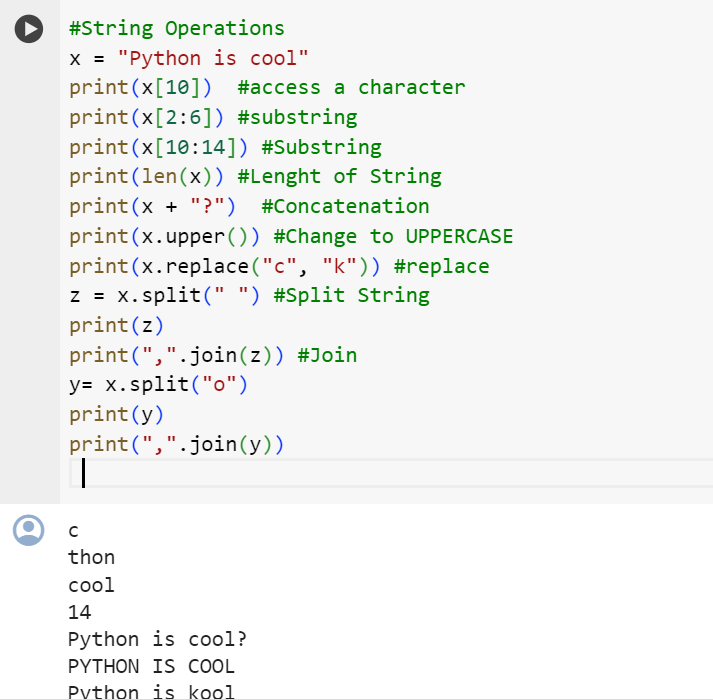 #String Operations
x = "Python is cool"
print(x[10])  #access a character
print(x[2:6]) #substring
print(x[10:14]) #Substring
print(len(x)) #Lenght of String
print(x + "?")  #Concatenation
print(x.upper()) #Change to UPPERCASE
print(x.replace("c", "k")) #replace
z = x.split(" ") #Split String
print(z)
print(",".join(z)) #Join
y= x.split("o")
print(y)
print(",".join(y))
c
thon
cool
14
Python is cool?
PYTHON IS COOL
Python is kool